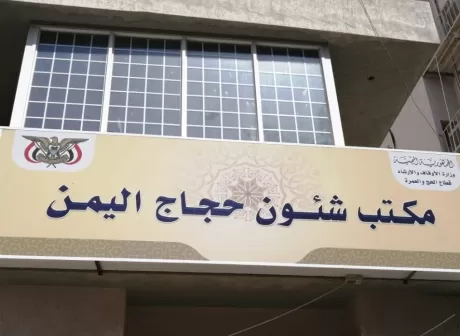 الجمهورية اليمنية
وزارة الأوقاف والإرشاد
قطاع الحج والعمرة
مكتب شئون حجاج اليمن